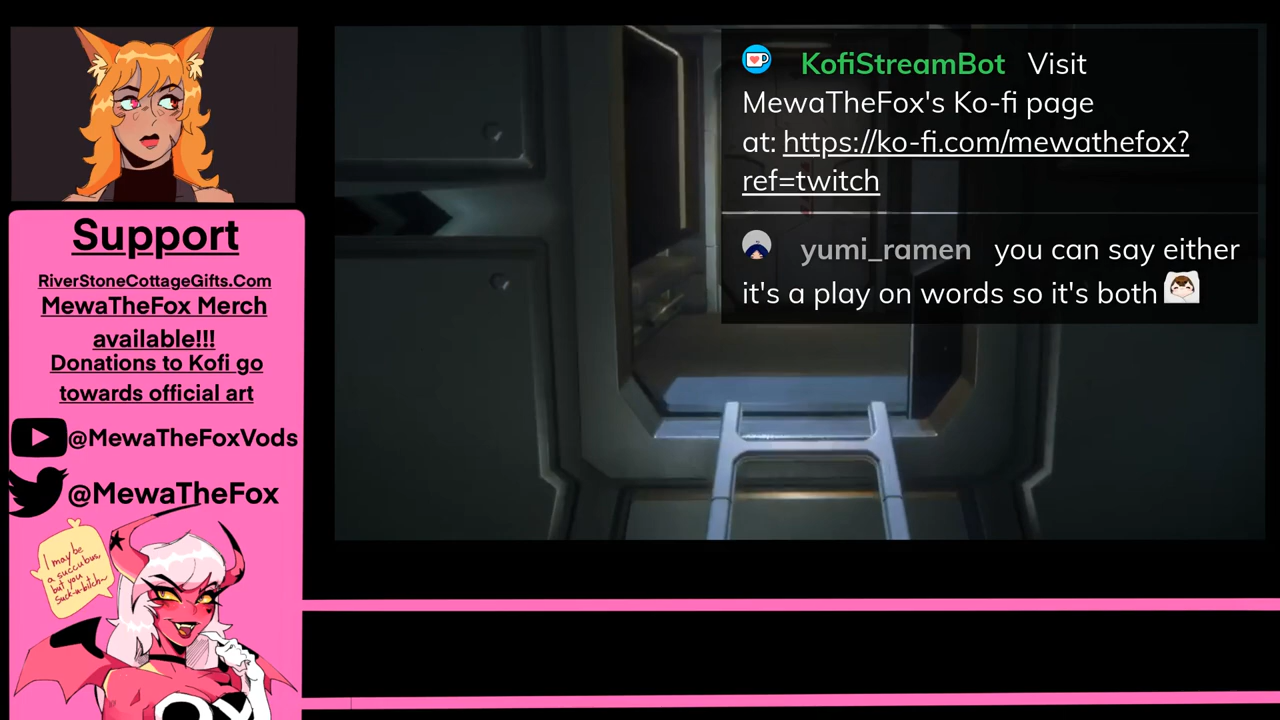 KofiStreamBot Visit
MewaTheFox's Ko-fi page
at: https://ko-fi.com/mewathefox?
ref=twitch
yumi_ramen you can say either
it's a play on words so it's both
Support
RiverStoneCottageGifts.Com
MewaTheFox Merch
available!!!
Donations to Kofi go
towards official art
@MewaTheFoxVods
@MewaTheFox
I may be
a succubus,
but you
suck-a-bitch~